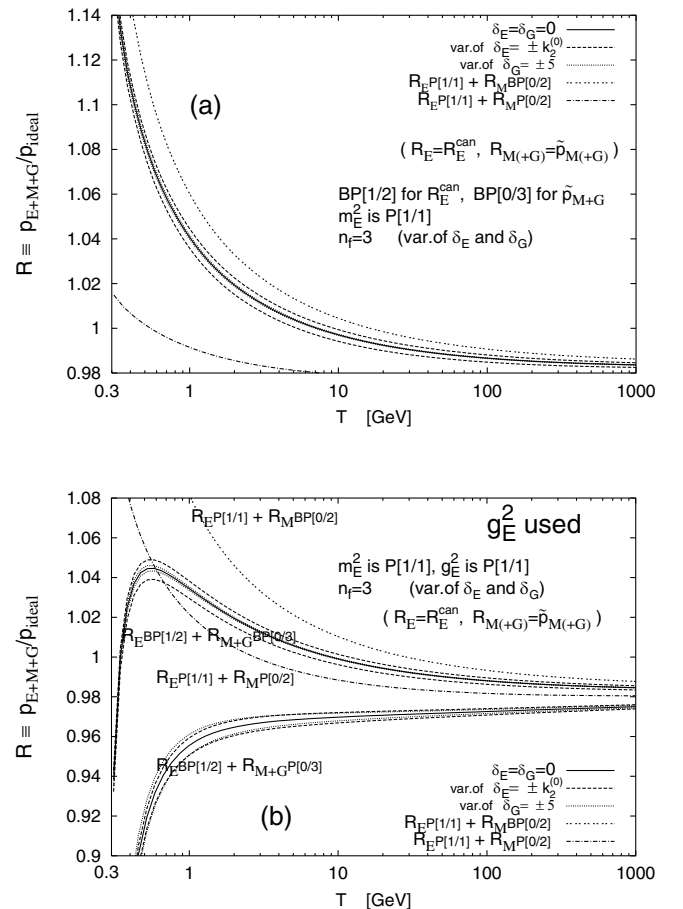 1.14
1.12
1.1
1.08
1.06
1.04
1.02
1
0.98
R ≡ p_{E+M+G}/p_{ideal}
(a)
δ_E=δ_G=0
var.of δ_E= ± k_2^{(0)}
var.of δ_G= ±5
R_E P[1/1] + R_M BP[0/2]
R_E P[1/1] + R_M P[0/2]
( R_E=R_E^{can}, R_{M(+G)}=p̃_{M(+G)} )
BP[1/2] for R_E^{can}, BP[0/3] for p̃_{M+G}
m_E^2 is P[1/1]
n_f=3 (var.of δ_E and δ_G)
0.3 1 10 100 1000
T [GeV]
1.08
1.06
1.04
1.02
1
0.98
0.96
0.94
0.92
0.9
R ≡ p_{E+M+G}/p_{ideal}
R_E P[1/1] + R_M BP[0/2]
g_E^2 used
m_E^2 is P[1/1], g_E^2 is P[1/1]
n_f=3 (var.of δ_E and δ_G)
( R_E=R_E^{can}, R_{M(+G)}=p̃_{M(+G)} )
R_E BP[1/2] + R_{M+G} BP[0/3]
R_E P[1/1] + R_M P[0/2]
R_E BP[1/2] + R_{M+G} P[0/3]
(b)
δ_E=δ_G=0
var.of δ_E= ± k_2^{(0)}
var.of δ_G= ±5
R_E P[1/1] + R_M BP[0/2]
R_E P[1/1] + R_M P[0/2]
0.3 1 10 100 1000
T [GeV]